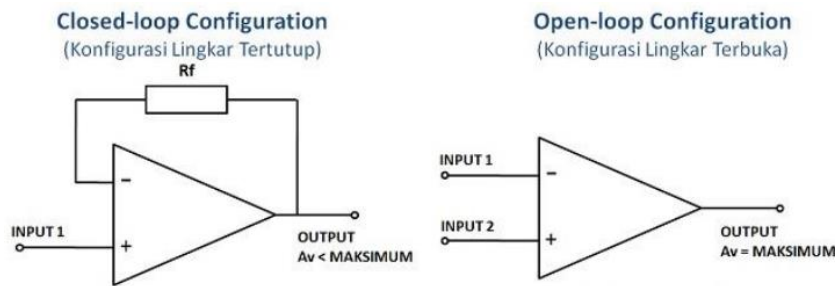 Closed-loop Configuration
(Konfigurasi Lingkar Tertutup)
Rf
−
+
INPUT 1
OUTPUT
Av < MAKSIMUM
Open-loop Configuration
(Konfigurasi Lingkar Terbuka)
INPUT 1
−
INPUT 2
+
OUTPUT
Av = MAKSIMUM